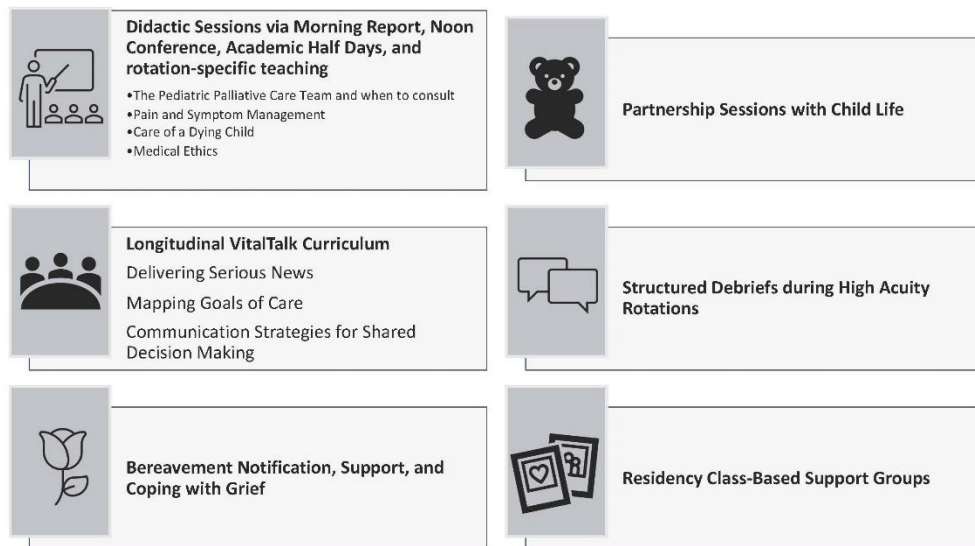 Didactic Sessions via Morning Report, Noon
Conference, Academic Half Days, and
rotation-specific teaching
•The Pediatric Palliative Care Team and when to consult
•Pain and Symptom Management
•Care of a Dying Child
•Medical Ethics
Partnership Sessions with Child Life
Longitudinal VitalTalk Curriculum
Delivering Serious News
Mapping Goals of Care
Communication Strategies for Shared
Decision Making
Structured Debriefs during High Acuity
Rotations
Bereavement Notification, Support, and
Coping with Grief
Residency Class-Based Support Groups